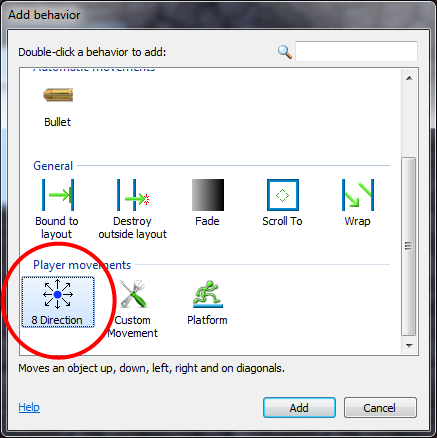 Add behavior
Double-click a behavior to add:
Automatic movements
Bullet
General
Bound to layout
Destroy outside layout
Fade
Scroll To
Wrap
Player movements
8 Direction
Custom Movement
Platform
Moves an object up, down, left, right and on diagonals.
Help
Add
Cancel